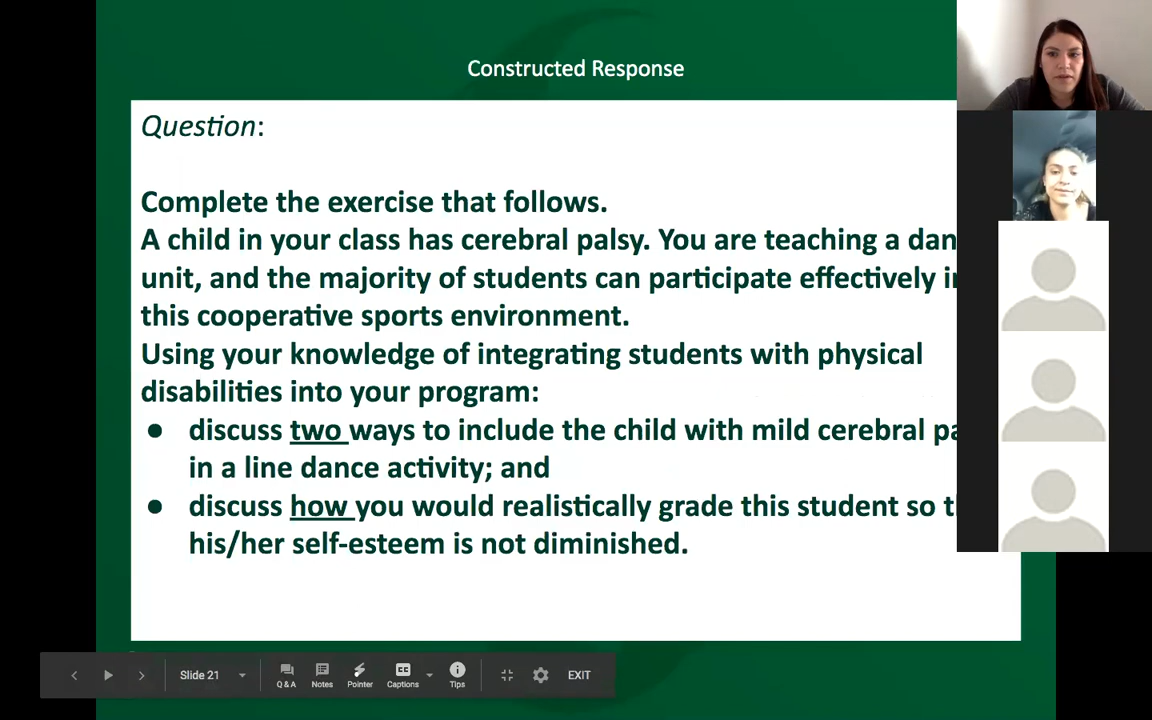 Constructed Response
Question:
Complete the exercise that follows.
A child in your class has cerebral palsy. You are teaching a
unit, and the majority of students can participate effectively
this cooperative sports environment.
Using your knowledge of integrating students with physical
disabilities into your program:
● discuss two ways to include the child with mild cerebral
in a line dance activity; and
● discuss how you would realistically grade this student so
his/her self-esteem is not diminished.
Slide 21
Q & A
Notes
Pointer
Captions
Tips
EXIT